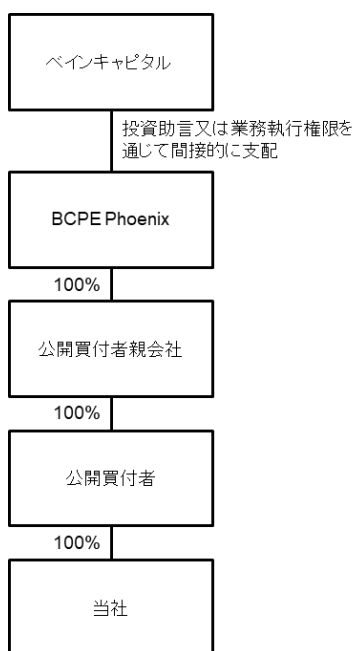 ベインキャピタル
投資助言又は業務執行権限を
通じて間接的に支配
BCPE Phoenix
100%
公開買付者親会社
100%
公開買付者
100%
当社